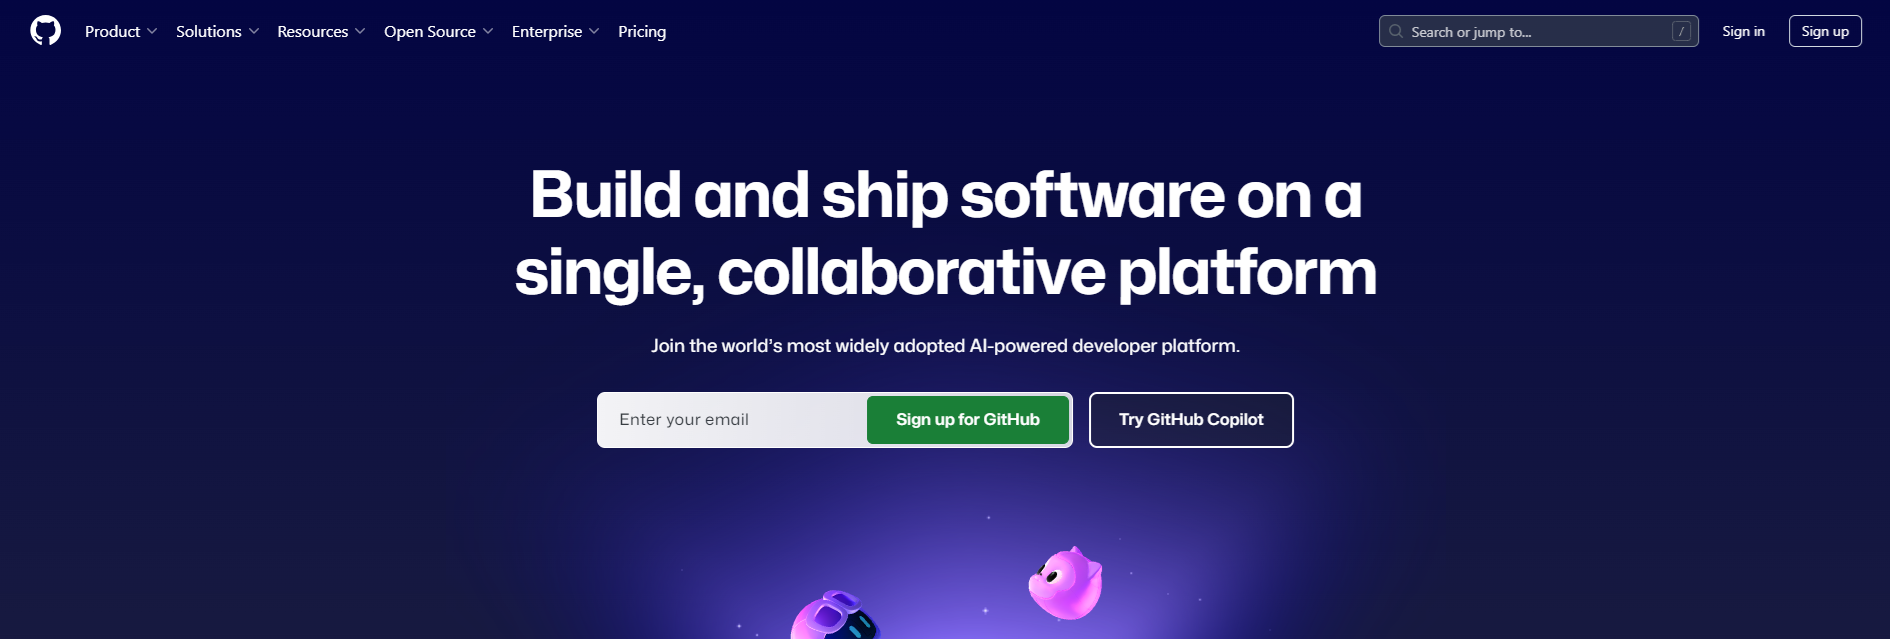 Product Solutions Resources Open Source Enterprise Pricing Search or jump to... / Sign in Sign up
Build and ship software on a
single, collaborative platform
Join the world’s most widely adopted AI-powered developer platform.
Enter your email Sign up for GitHub Try GitHub Copilot